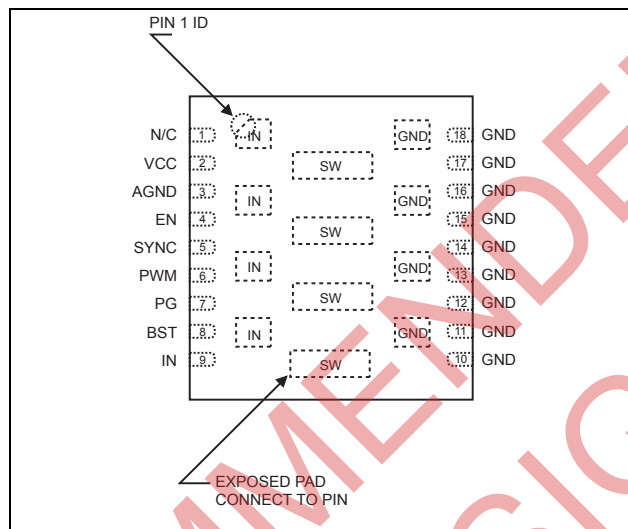 PIN 1 ID
N/C 1 IN GND 18 GND
VCC 2 SW 17 GND
AGND 3 IN GND 16 GND
EN 4 SW 15 GND
SYNC 5 14 GND
PWM 6 IN GND 13 GND
PG 7 SW 12 GND
BST 8 IN GND 11 GND
IN 9 SW 10 GND
EXPOSED PAD
CONNECT TO PIN